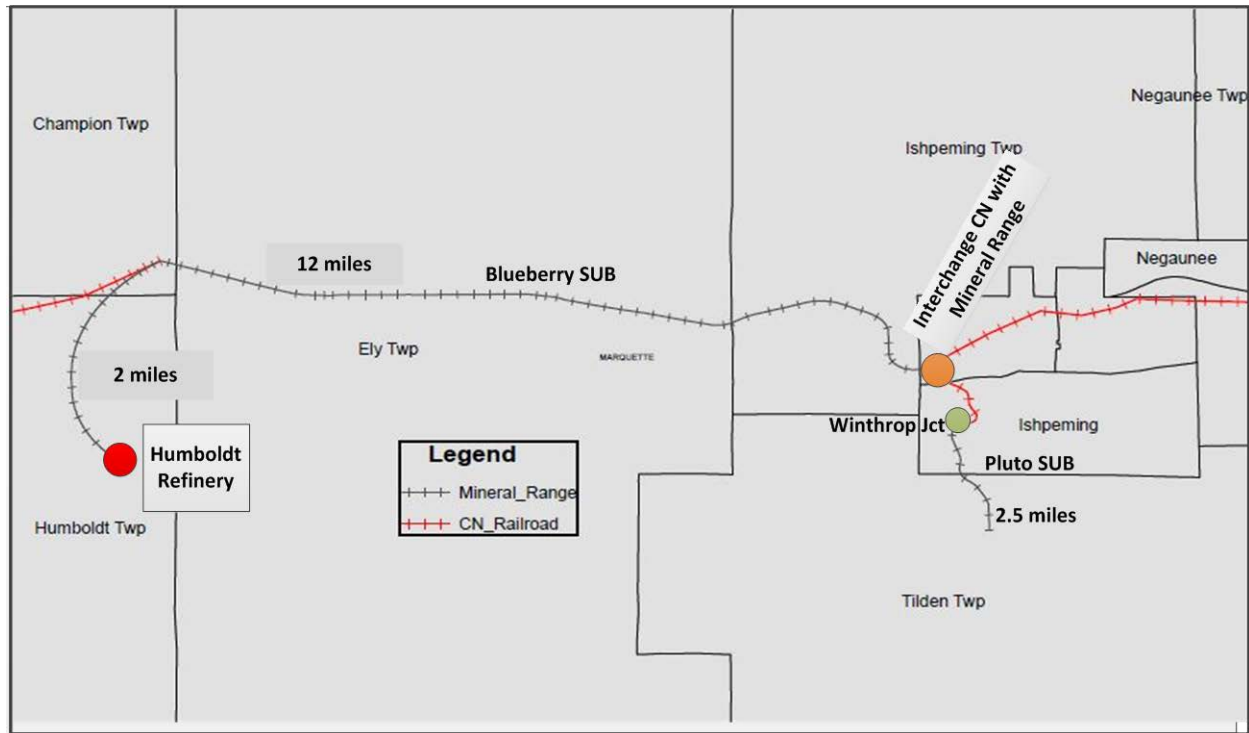 Champion Twp
Negaunee Twp
Ishpeming Twp
Interchange CN with
Mineral Range
Negaunee
12 miles
Blueberry SUB
Ely Twp
MARQUETTE
2 miles
Winthrop Jct
Ishpeming
Humboldt
Refinery
Legend
Mineral_Range
CN_Railroad
Pluto SUB
2.5 miles
Humboldt Twp
Tilden Twp